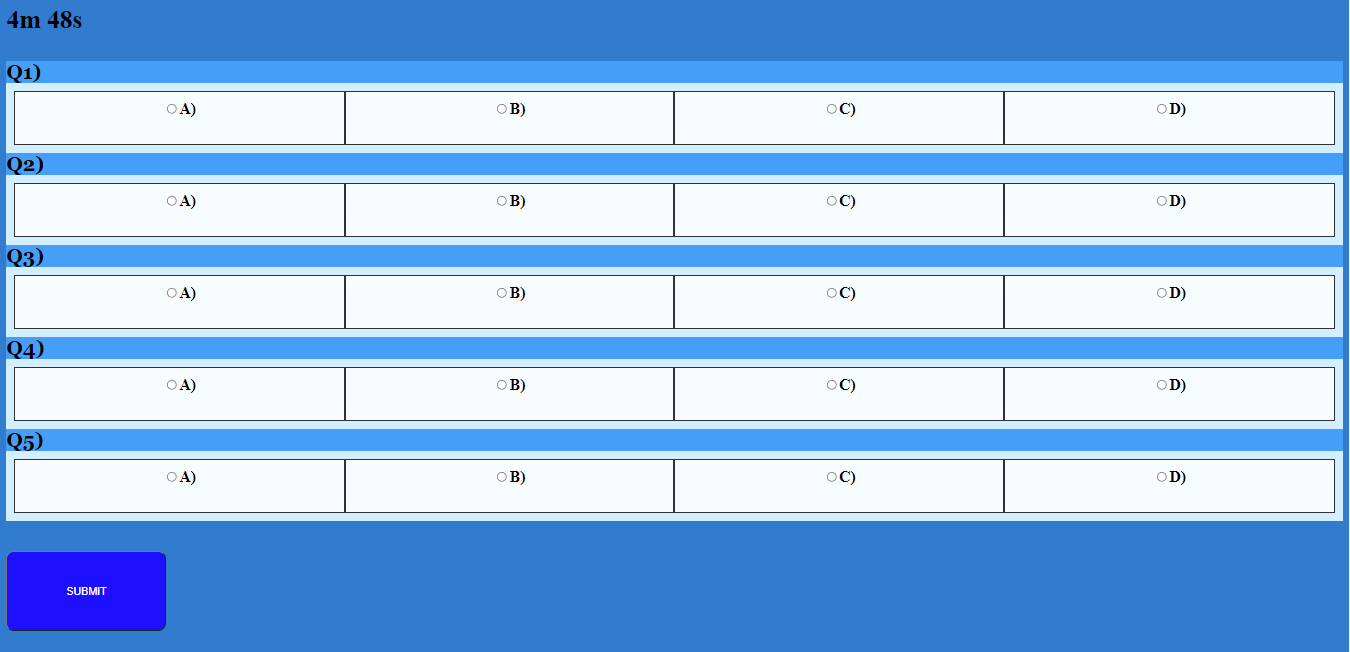 4m 48s
Q1)
A) B) C) D)
Q2)
A) B) C) D)
Q3)
A) B) C) D)
Q4)
A) B) C) D)
Q5)
A) B) C) D)
SUBMIT